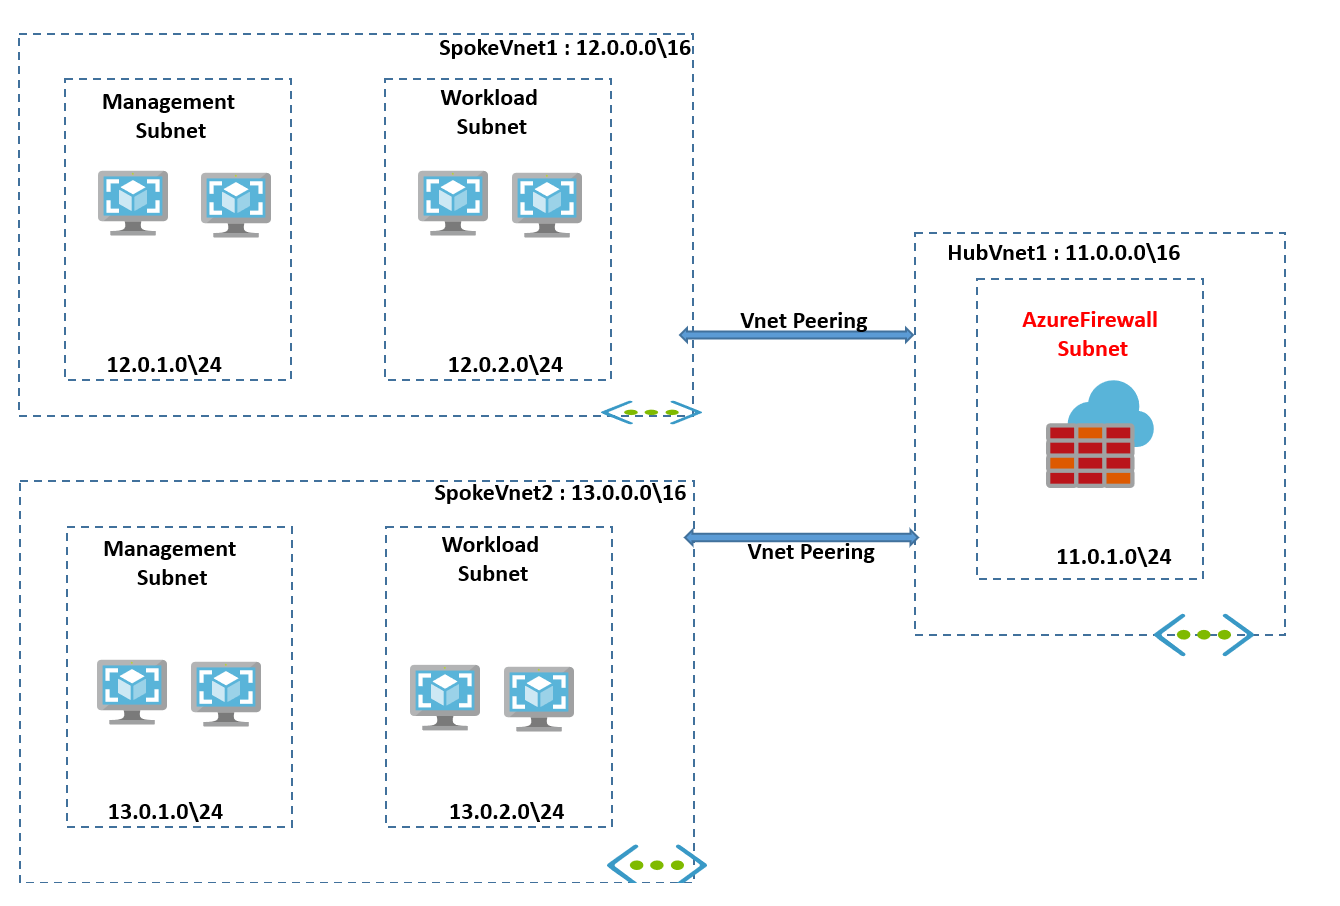 SpokeVnet1 : 12.0.0.0\16
Management
Subnet
Workload
Subnet
12.0.1.0\24
12.0.2.0\24
Vnet Peering
HubVnet1 : 11.0.0.0\16
AzureFirewall
Subnet
11.0.1.0\24
SpokeVnet2 : 13.0.0.0\16
Management
Subnet
Workload
Subnet
Vnet Peering
13.0.1.0\24
13.0.2.0\24